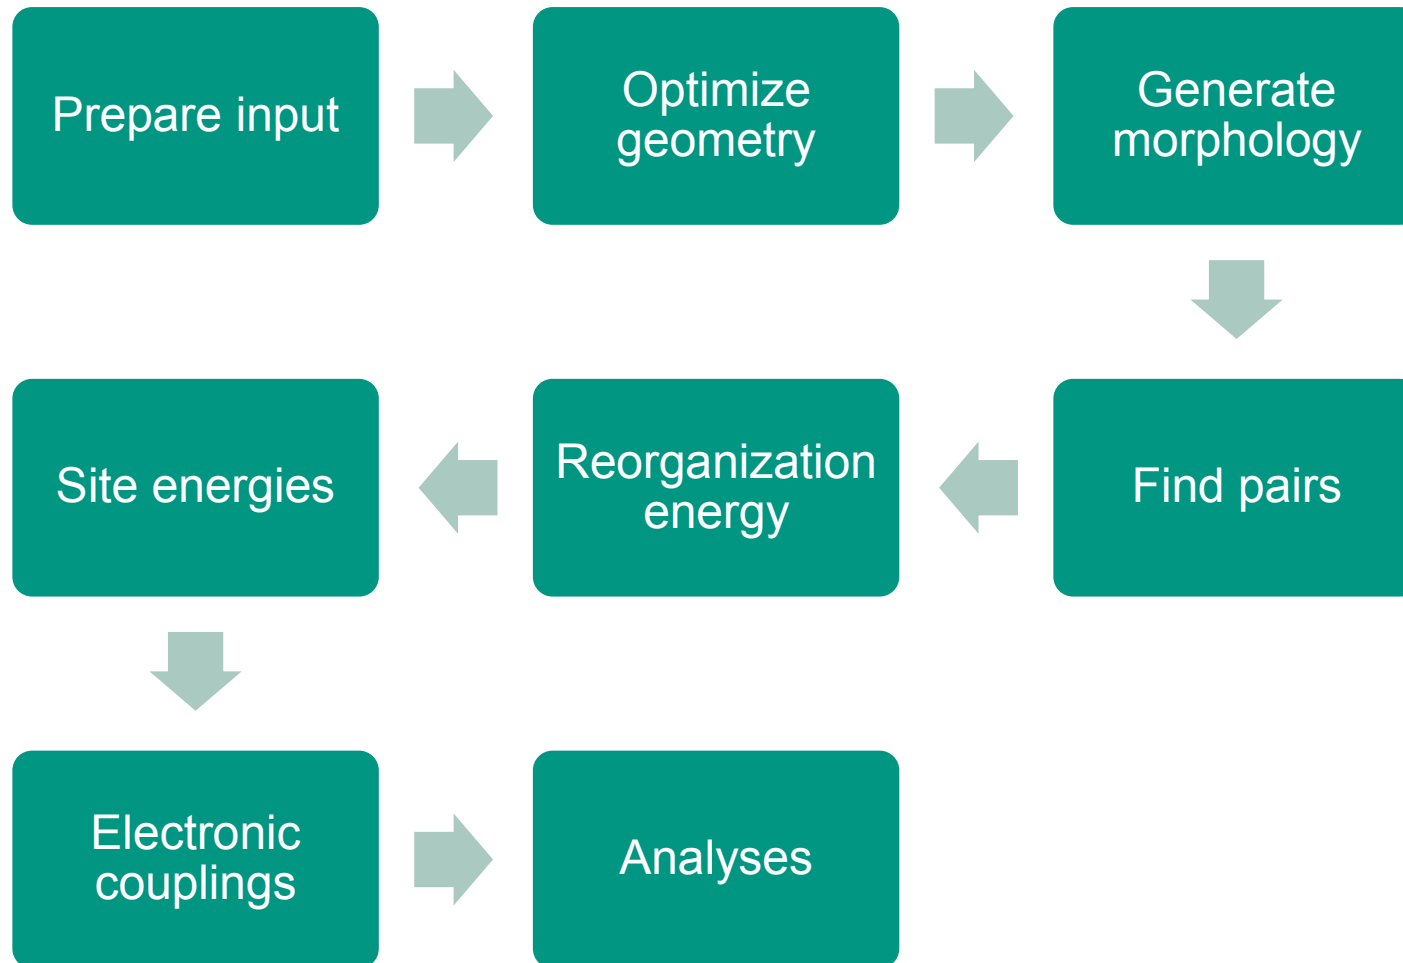 Prepare input
Optimize
geometry
Generate
morphology
Find pairs
Reorganization
energy
Site energies
Electronic
couplings
Analyses